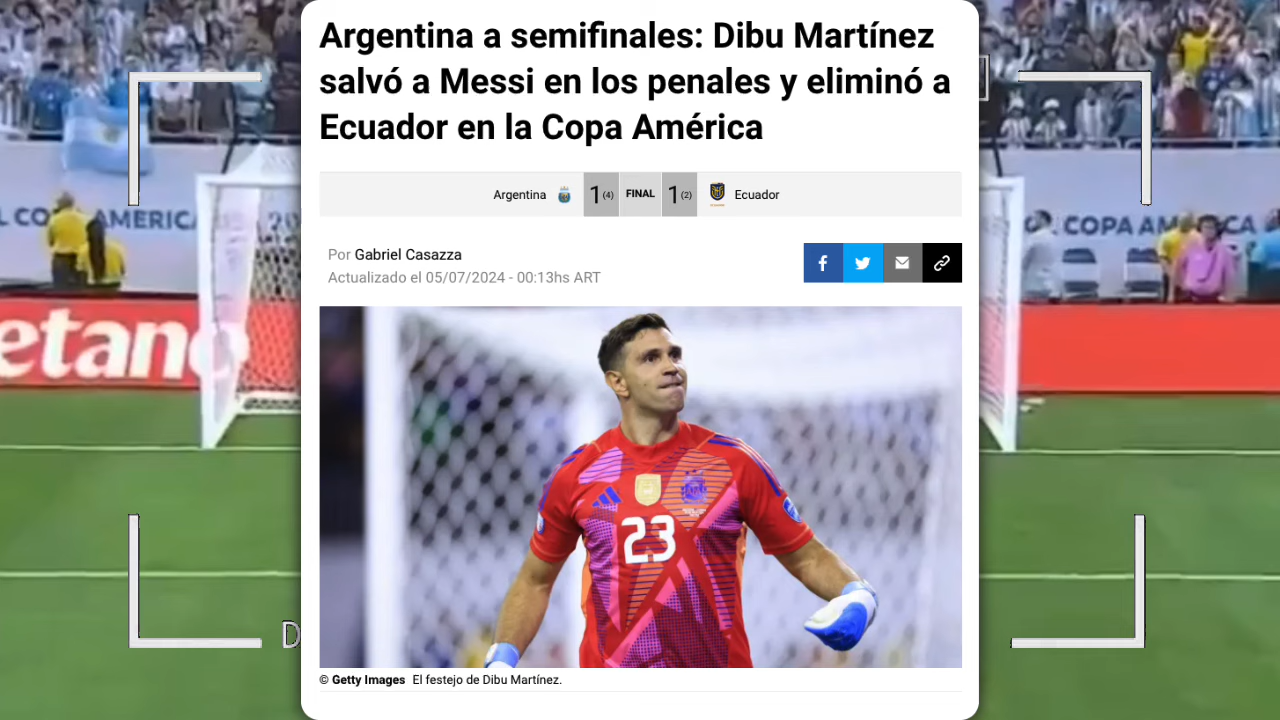 Argentina a semifinales: Dibu Martínez
salvó a Messi en los penales y eliminó a
Ecuador en la Copa América
Argentina 1 (4) FINAL 1 (2) Ecuador
Por Gabriel Casazza
Actualizado el 05/07/2024 - 00:13hs ART
L COPA AMERICA 20
COPA AMERICA
etano
23
D
© Getty Images El festejo de Dibu Martínez.